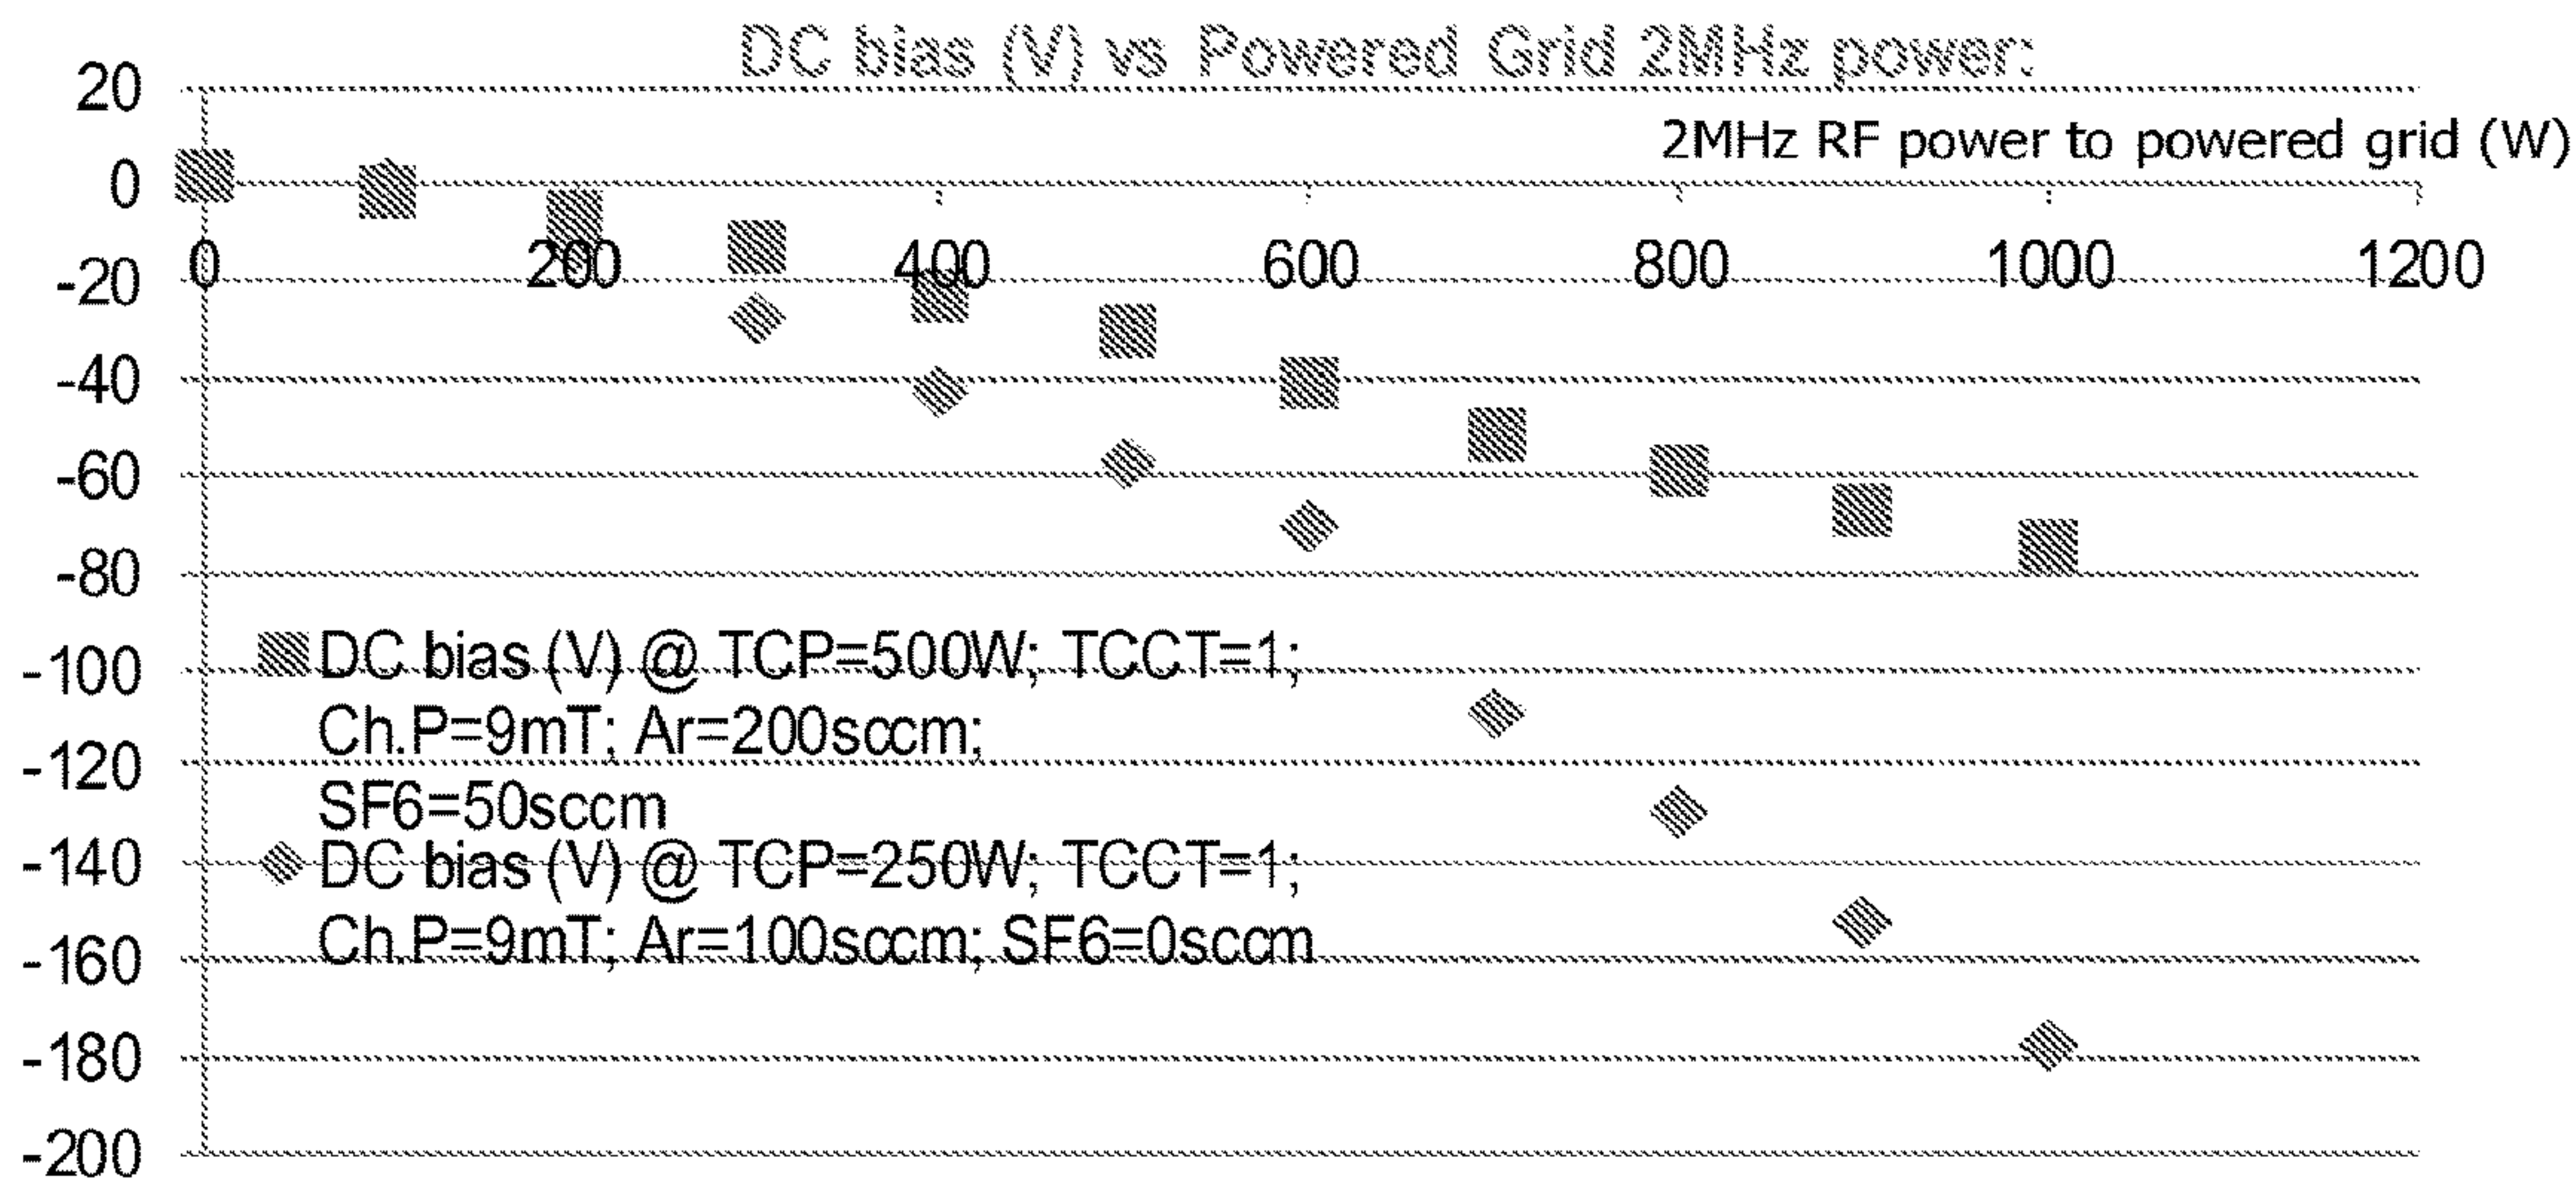 DC bias (V) vs Powered Grid 2MHz power:
20
2MHz RF power to powered grid (W)
0
0 200 400 600 800 1000 1200
-20
-40
-60
-80
-100
DC bias (V) @ TCP=500W; TCCT=1;
Ch.P=9mT; Ar=200sccm;
-120
SF6=50sccm
-140
DC bias (V) @ TCP=250W; TCCT=1;
Ch.P=9mT; Ar=100sccm; SF6=0sccm
-160
-180
-200